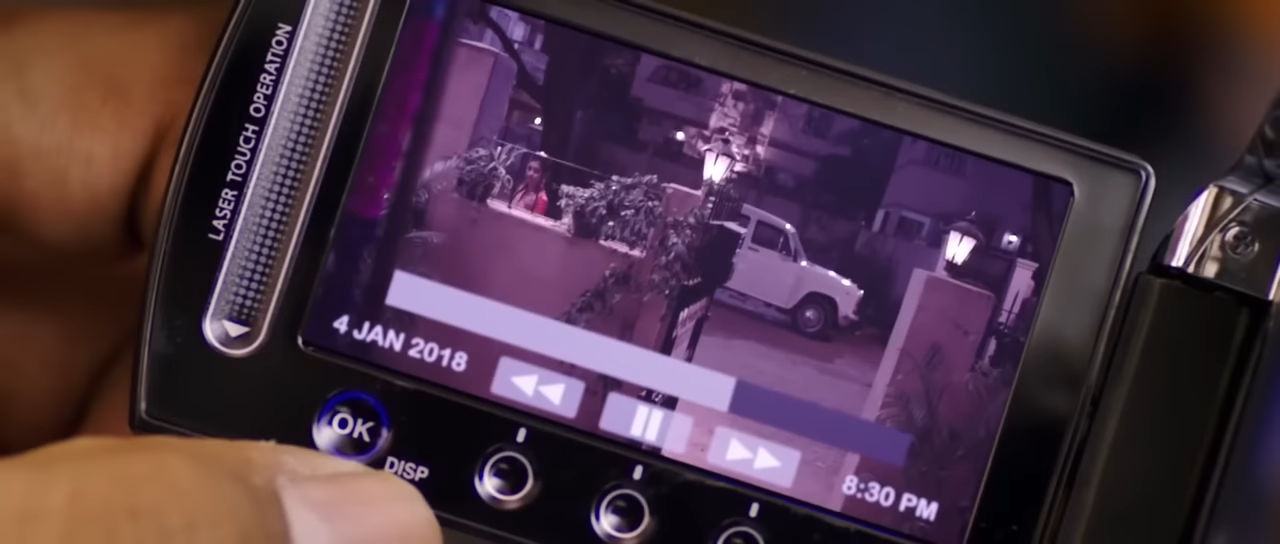 LASER TOUCH OPERATION
4 JAN 2018
8:30 PM
OK
DISP